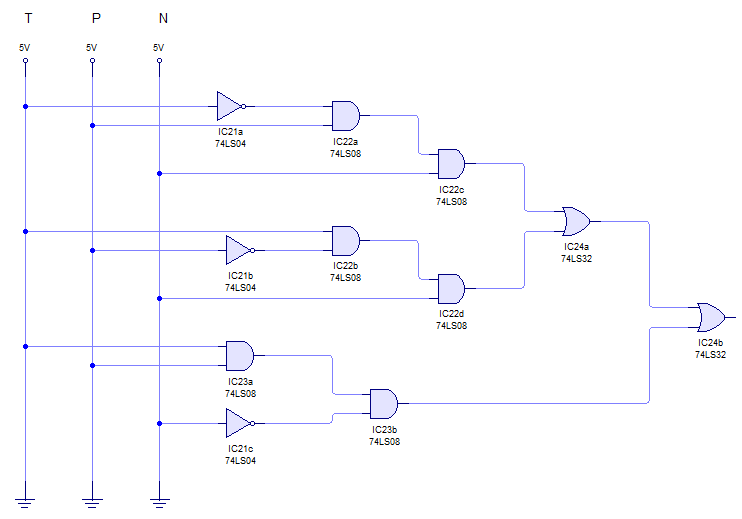 T P N
5V 5V 5V
IC21a
74LS04
IC22a
74LS08
IC22c
74LS08
IC24a
74LS32
IC21b
74LS04
IC22b
74LS08
IC22d
74LS08
IC24b
74LS32
IC23a
74LS08
IC23b
74LS08
IC21c
74LS04